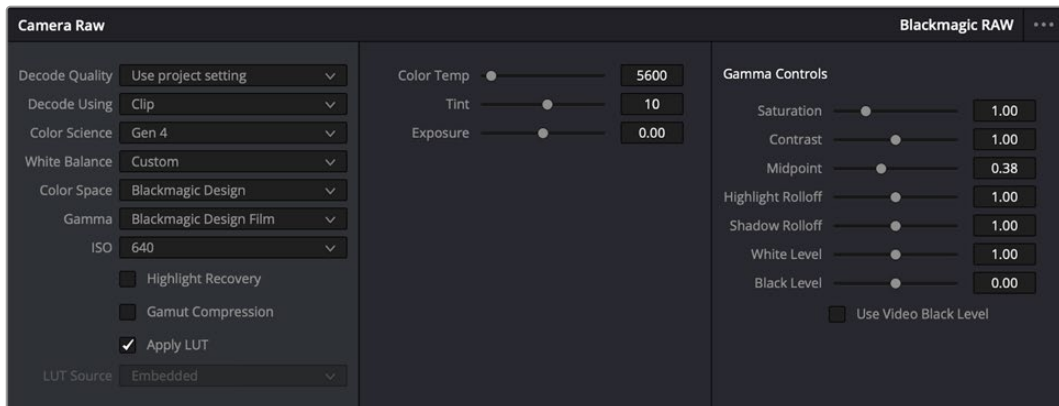 Camera Raw
Blackmagic RAW
Decode Quality Use project setting
Decode Using Clip
Color Science Gen 4
White Balance Custom
Color Space Blackmagic Design
Gamma Blackmagic Design Film
ISO 640
Highlight Recovery
Gamut Compression
Apply LUT
LUT Source Embedded
Color Temp 5600
Tint 10
Exposure 0.00
Gamma Controls
Saturation 1.00
Contrast 1.00
Midpoint 0.38
Highlight Rolloff 1.00
Shadow Rolloff 1.00
White Level 1.00
Black Level 0.00
Use Video Black Level